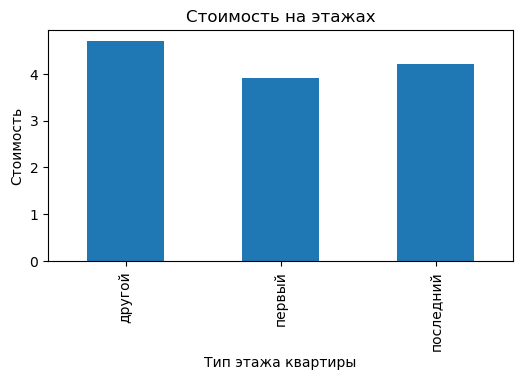 Стоимость на этажах
Стоимость
4
3
2
1
0
другой
первый
последний
Тип этажа квартиры